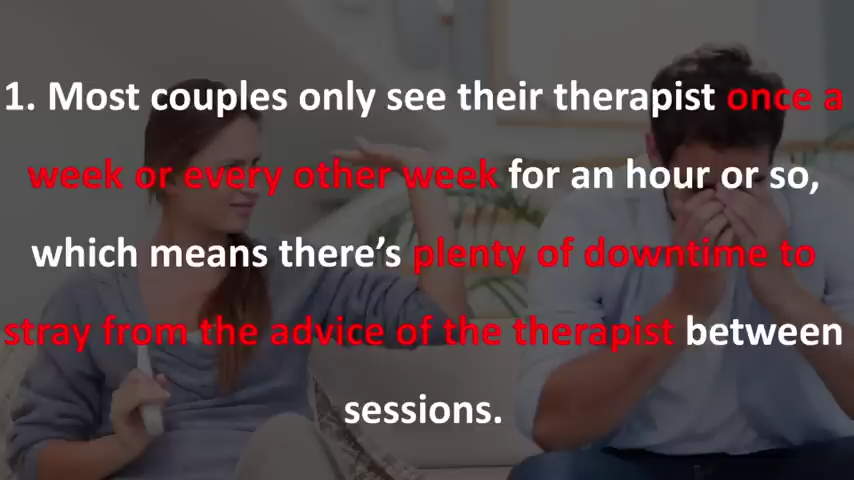 1. Most couples only see their therapist once a
week or every other week for an hour or so,
which means there’s plenty of downtime to
stray from the advice of the therapist between
sessions.